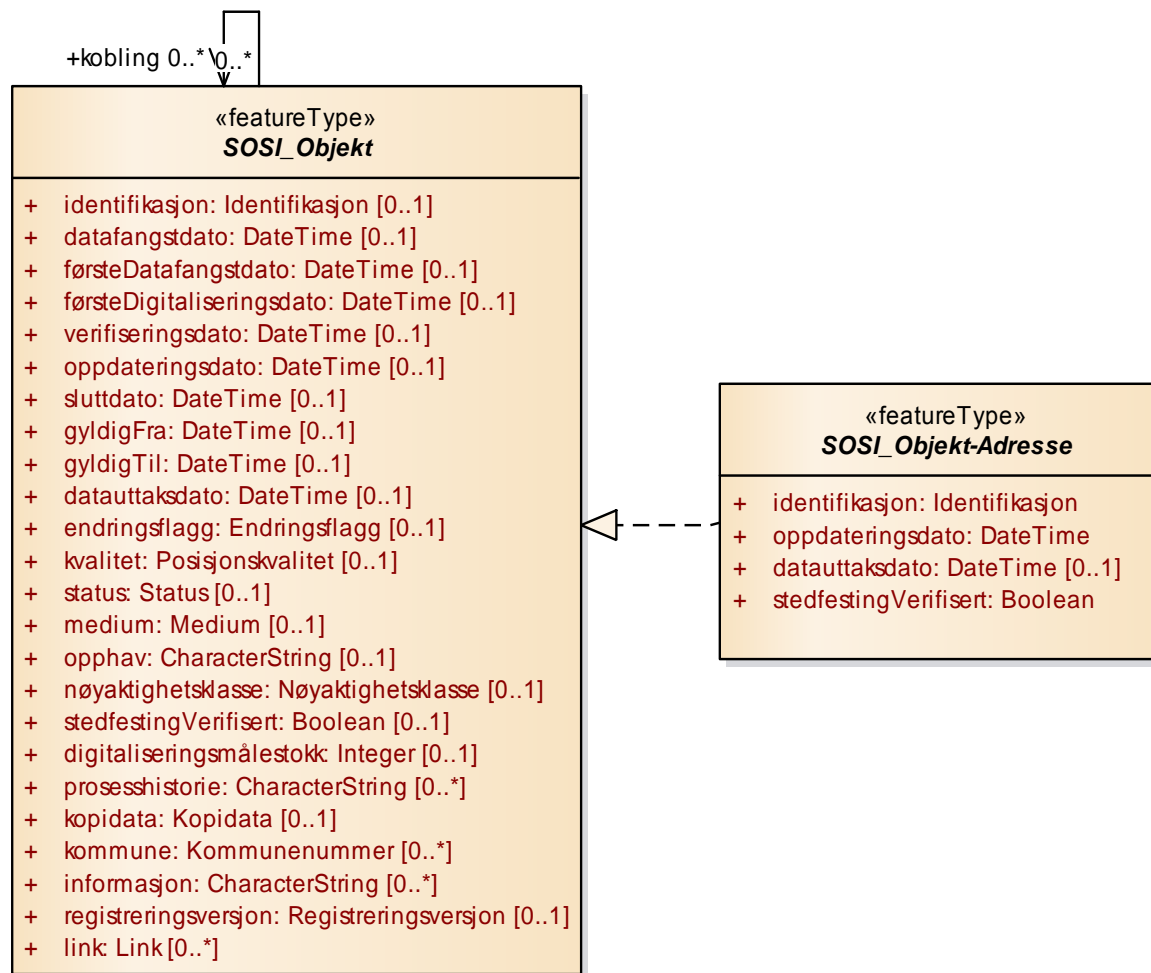 +kobling 0..* 0..*
«featureType»
SOSI_Objekt
+ identifikasjon: Identifikasjon [0..1]
+ datafangstdato: DateTime [0..1]
+ førsteDatafangstdato: DateTime [0..1]
+ førsteDigitaliseringsdato: DateTime [0..1]
+ verifiseringsdato: DateTime [0..1]
+ oppdateringsdato: DateTime [0..1]
+ sluttdato: DateTime [0..1]
+ gyldigFra: DateTime [0..1]
+ gyldigTil: DateTime [0..1]
+ datauttaksdato: DateTime [0..1]
+ endringsflagg: Endringsflagg [0..1]
+ kvalitet: Posisjonskvalitet [0..1]
+ status: Status [0..1]
+ medium: Medium [0..1]
+ opphav: CharacterString [0..1]
+ nøyaktighetsklasse: Nøyaktighetsklasse [0..1]
+ stedfestingVerifisert: Boolean [0..1]
+ digitaliseringsmålestokk: Integer [0..1]
+ prosesshistorie: CharacterString [0..*]
+ kopidata: Kopidata [0..1]
+ kommune: Kommunenummer [0..*]
+ informasjon: CharacterString [0..*]
+ registreringsversjon: Registreringsversjon [0..1]
+ link: Link [0..*]
«featureType»
SOSI_Objekt-Adresse
+ identifikasjon: Identifikasjon
+ oppdateringsdato: DateTime
+ datauttaksdato: DateTime [0..1]
+ stedfestingVerifisert: Boolean